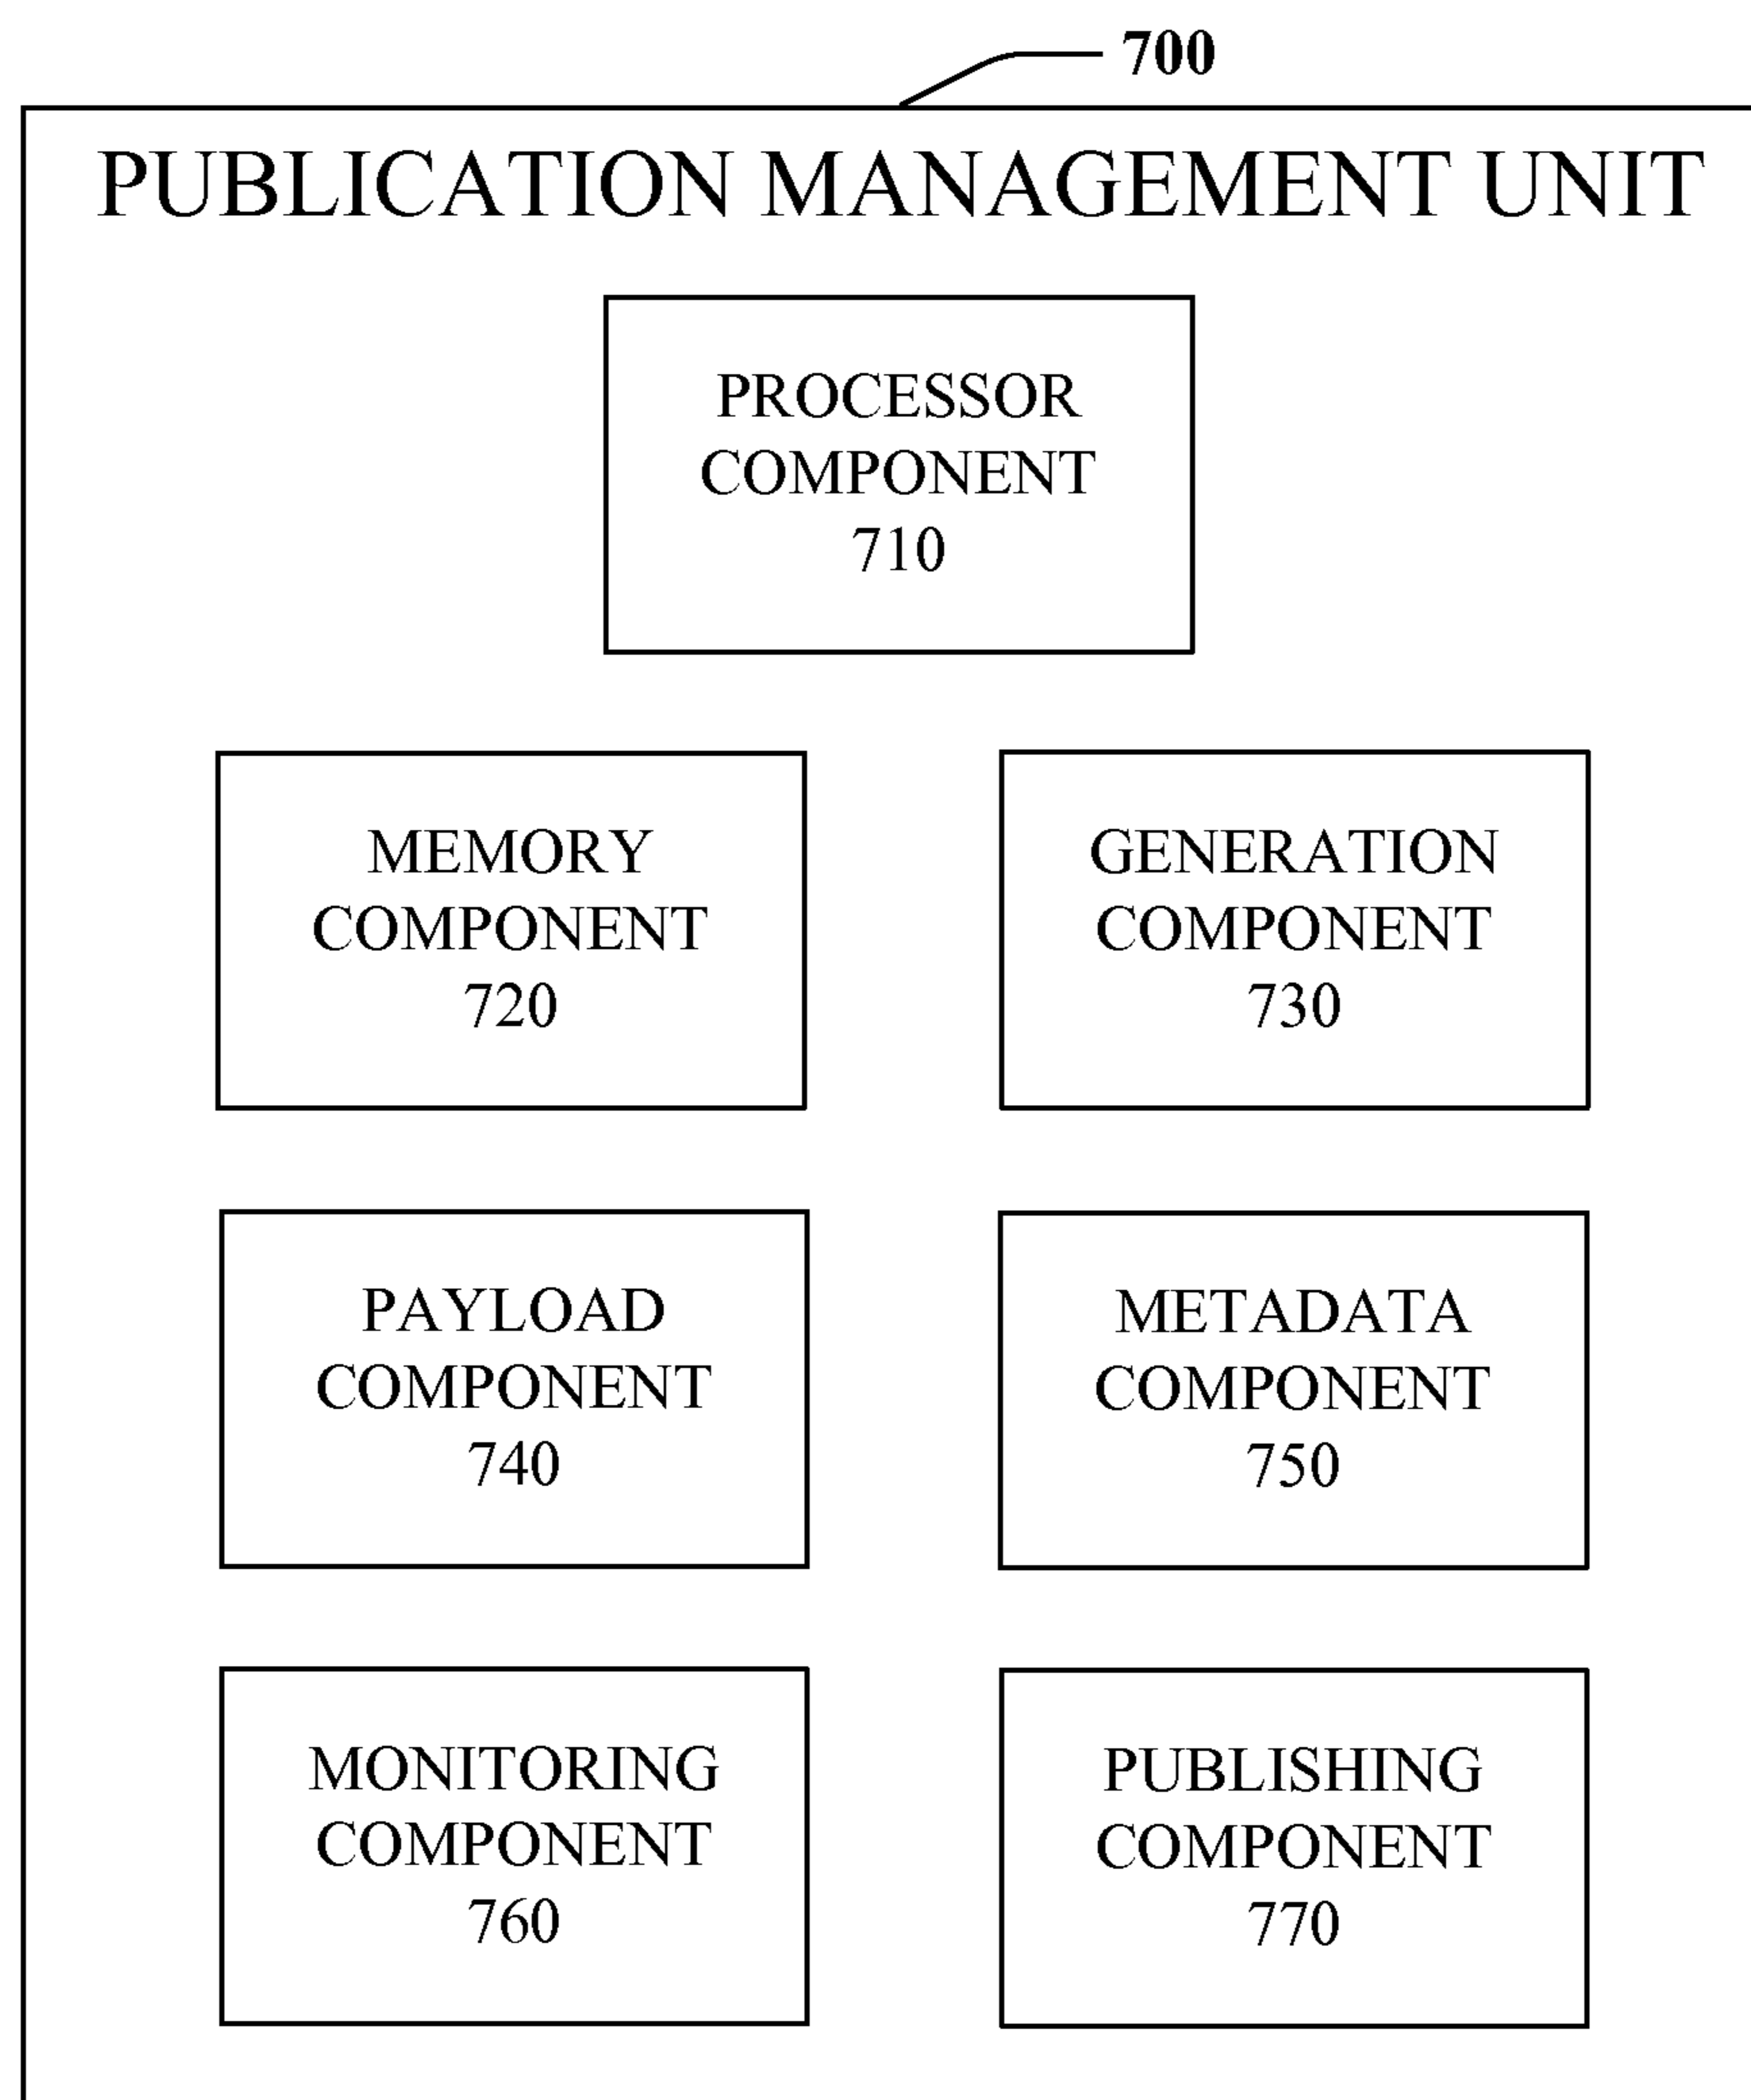 700
PUBLICATION MANAGEMENT UNIT
PROCESSOR
COMPONENT
710
MEMORY
COMPONENT
720
GENERATION
COMPONENT
730
PAYLOAD
COMPONENT
740
METADATA
COMPONENT
750
MONITORING
COMPONENT
760
PUBLISHING
COMPONENT
770